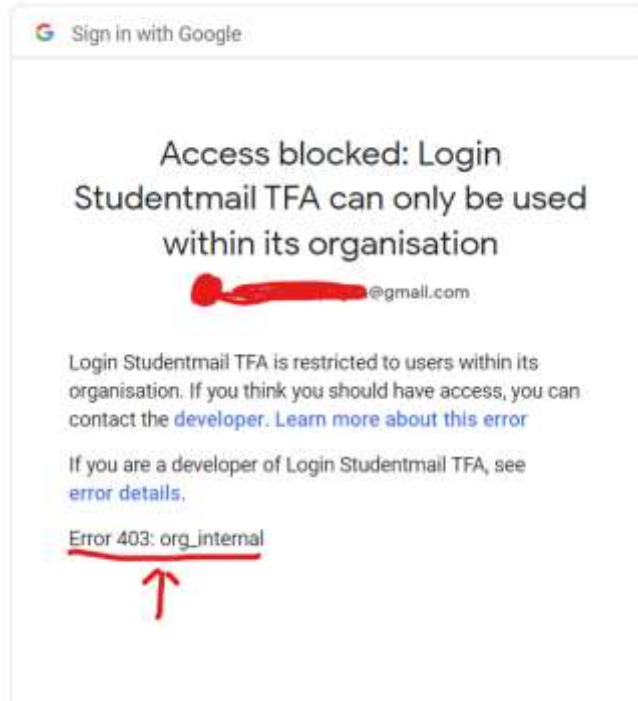 Sign in with Google
Access blocked: Login
Studentmail TFA can only be used
within its organisation
@gmail.com
Login Studentmail TFA is restricted to users within its
organisation. If you think you should have access, you can
contact the developer. Learn more about this error
If you are a developer of Login Studentmail TFA, see
error details.
Error 403: org_internal